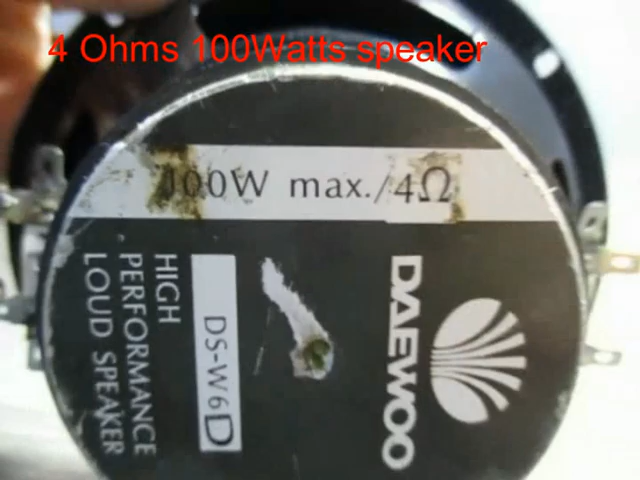 4 Ohms 100Watts speaker
100W max./4Ω
HIGH
PERFORMANCE
LOUD SPEAKER
DS-W6D
DAEWOO